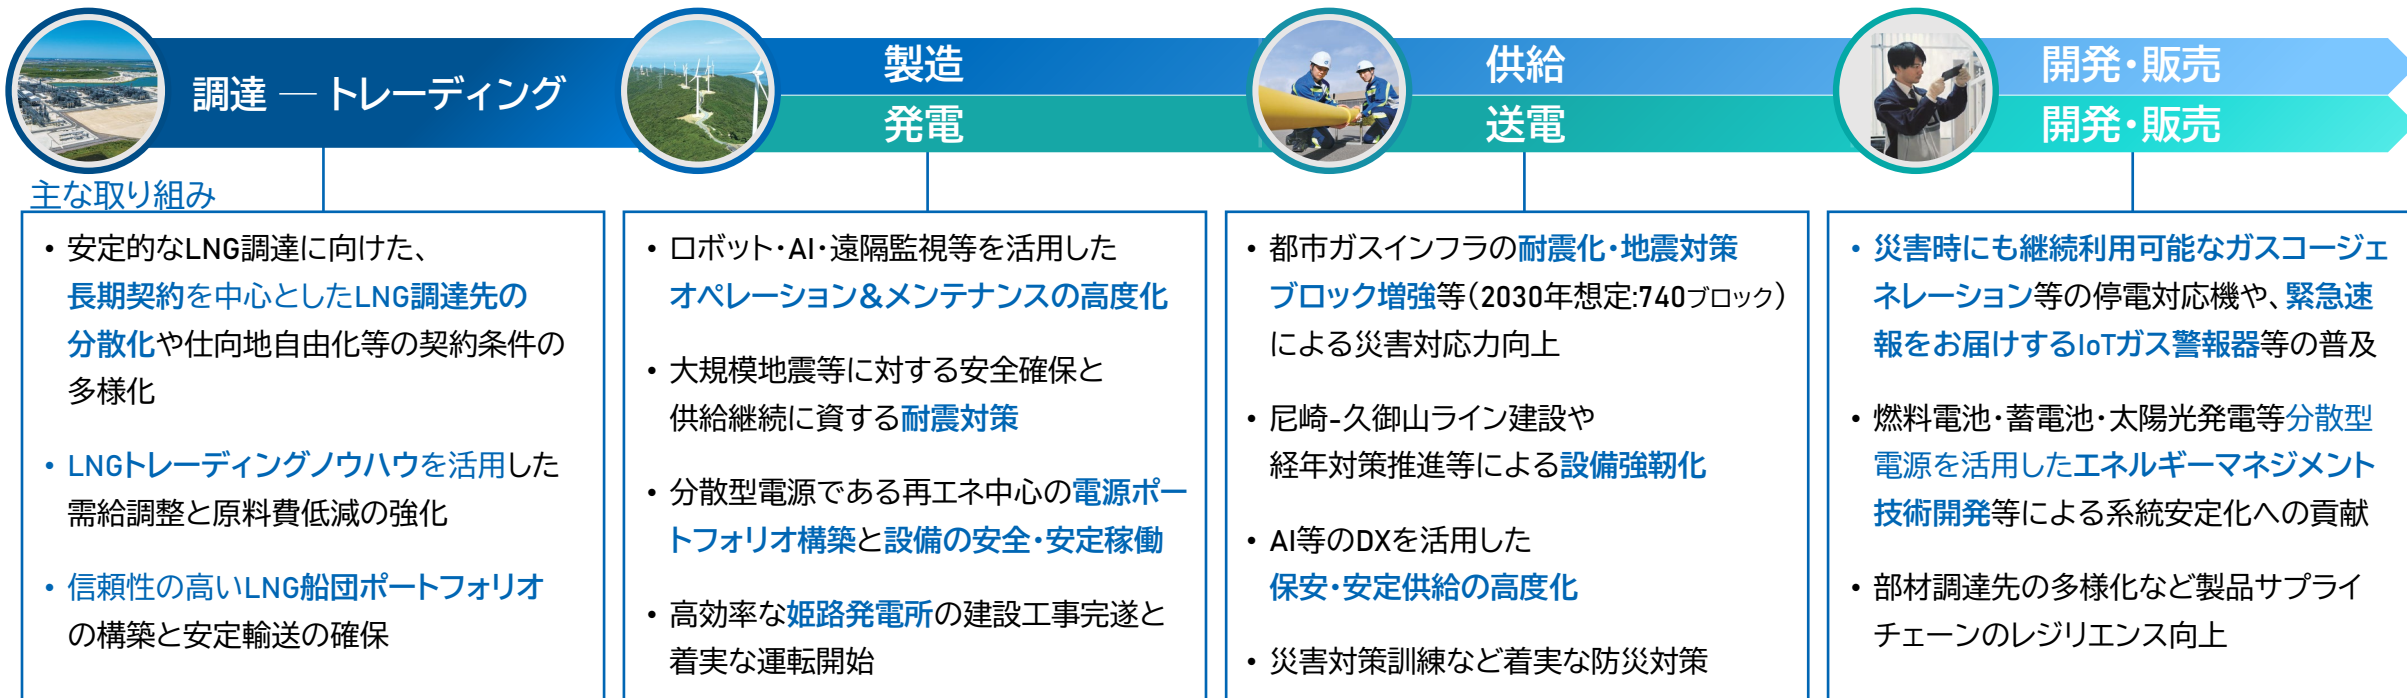 調達 ― トレーディング
製造
発電
供給
送電
開発・販売
開発・販売
主な取り組み
・安定的なLNG調達に向けた、
長期契約を中心としたLNG調達先の
分散化や仕向地自由化等の契約条件の
多様化
・LNGトレーディングノウハウを活用した
需給調整と原料費低減の強化
・信頼性の高いLNG船団ポートフォリオ
の構築と安定輸送の確保
・ロボット・AI・遠隔監視等を活用した
オペレーション&メンテナンスの高度化
・大規模地震等に対する安全確保と
供給継続に資する耐震対策
・分散型電源である再エネ中心の電源ポー
トフォリオ構築と設備の安全・安定稼働
・高効率な姫路発電所の建設工事完遂と
着実な運転開始
・都市ガスインフラの耐震化・地震対策
ブロック増強等(2030年想定:740ブロック)
による災害対応力向上
・尼崎-久御山ライン建設や
経年対策推進等による設備強靭化
・AI等のDXを活用した
保安・安定供給の高度化
・災害対策訓練など着実な防災対策
・災害時にも継続利用可能なガスコージェ
ネレーション等の停電対応機や、緊急速
報をお届けするIoTガス警報器等の普及
・燃料電池・蓄電池・太陽光発電等分散型
電源を活用したエネルギーマネジメント
技術開発等による系統安定化への貢献
・部材調達先の多様化など製品サプライ
チェーンのレジリエンス向上